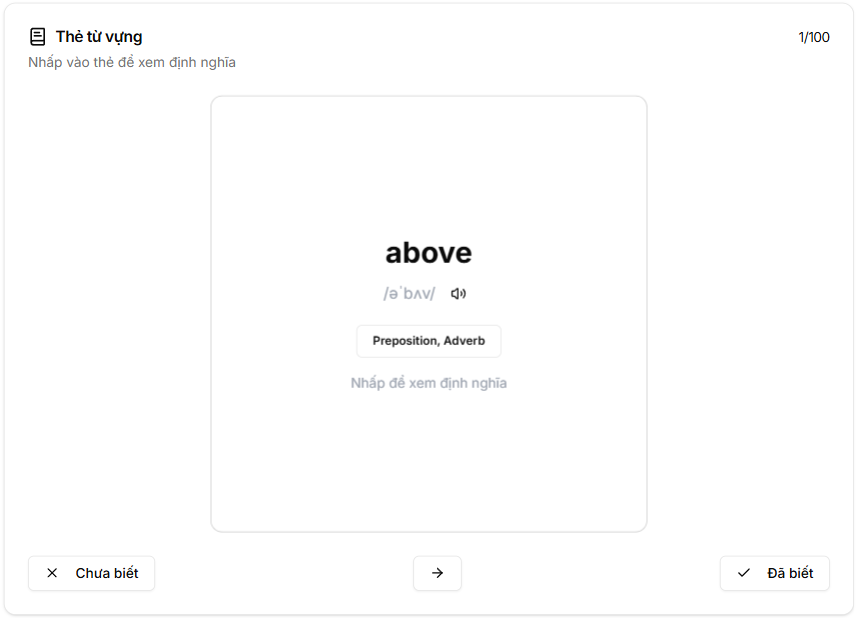 Thẻ từ vựng
1/100
Nhấp vào thẻ để xem định nghĩa
above
/əˈbʌv/
Preposition, Adverb
Nhấp để xem định nghĩa
Chưa biết
Đã biết